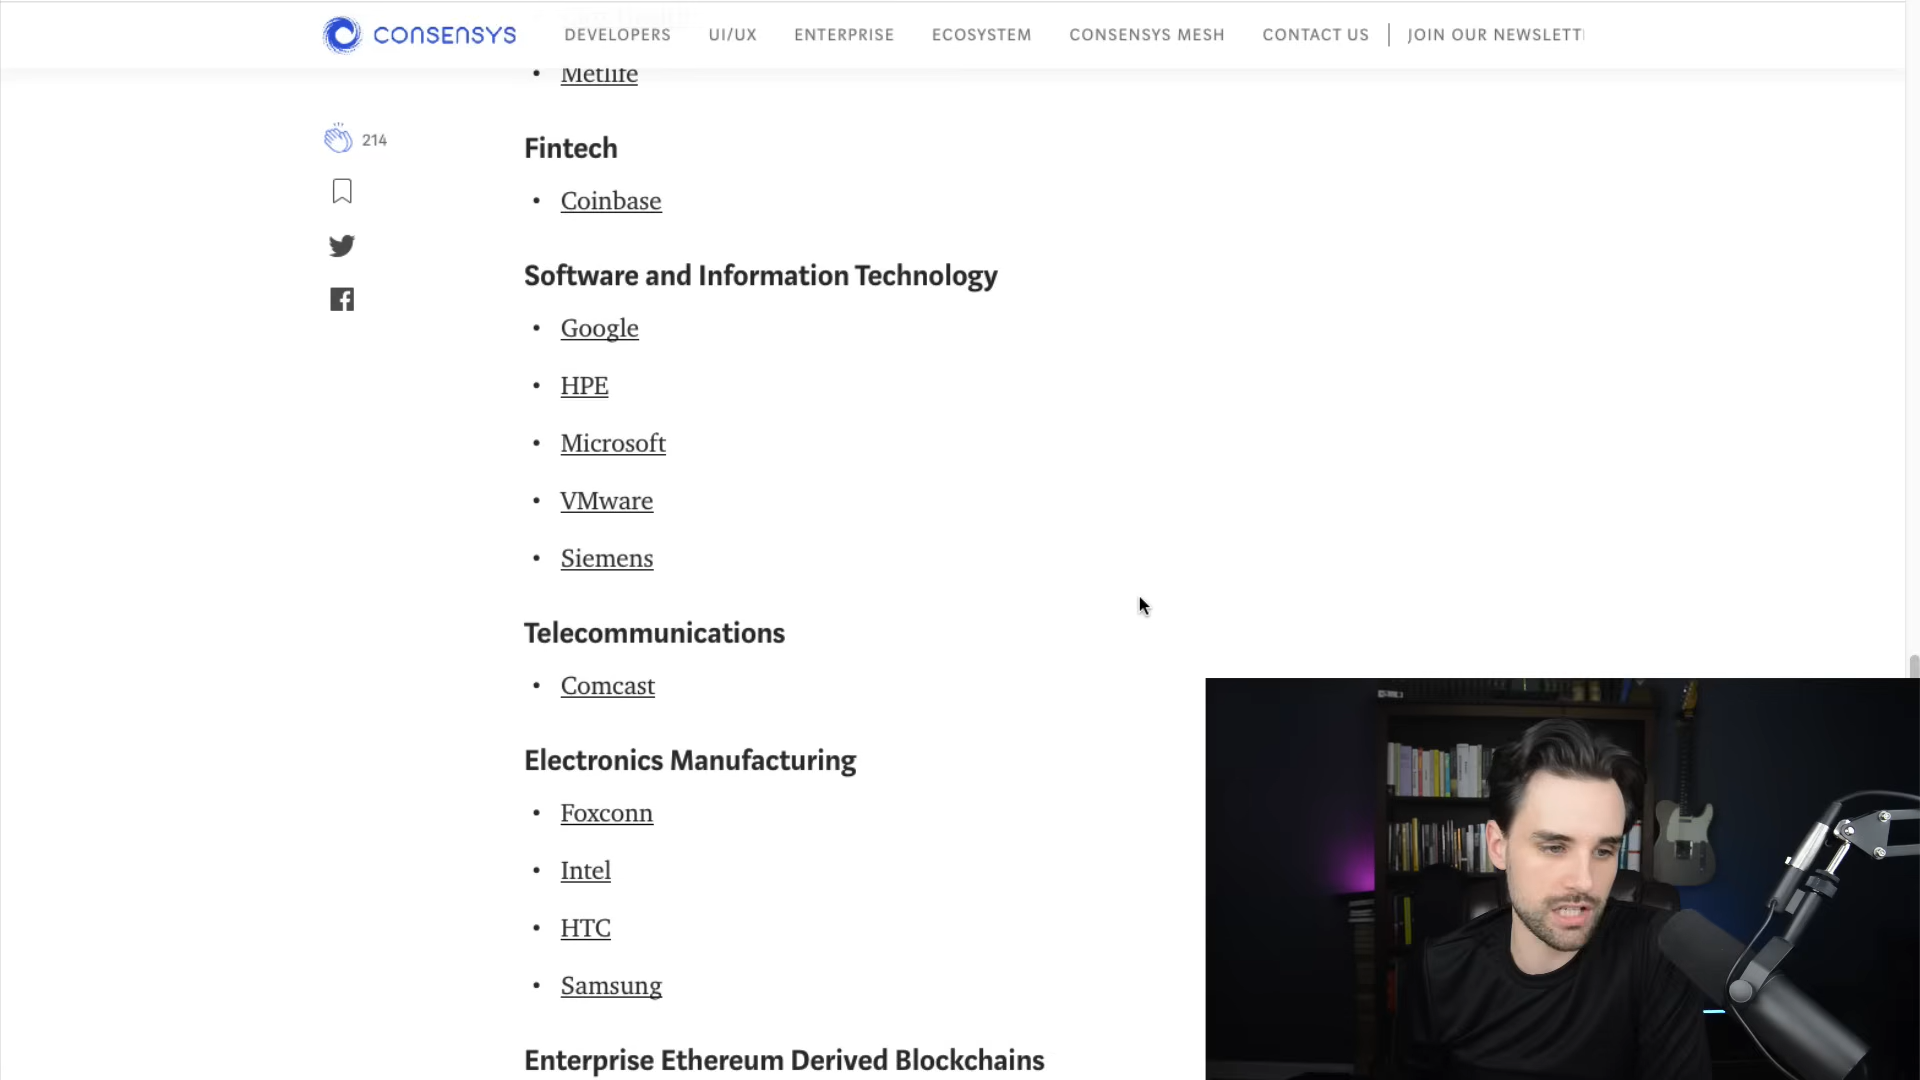 CONSENSYS
DEVELOPERS UI/UX ENTERPRISE ECOSYSTEM CONSENSYS MESH CONTACT US JOIN OUR NEWSLETT
• Metlife
214
Fintech
• Coinbase
Software and Information Technology
• Google
• HPE
• Microsoft
• VMware
• Siemens
Telecommunications
• Comcast
Electronics Manufacturing
• Foxconn
• Intel
• HTC
• Samsung
Enterprise Ethereum Derived Blockchains